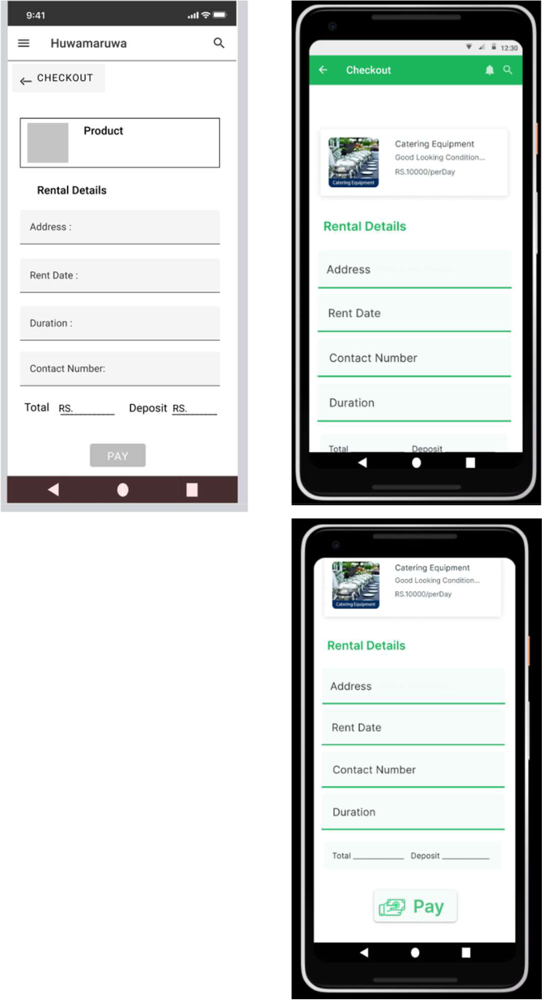 9:41
Huwamaruwa
CHECKOUT
Product
Rental Details
Address :
Rent Date :
Duration :
Contact Number:
Total RS.__________ Deposit RS.________
PAY
12:30
Checkout
Catering Equipment
Good Looking Condition...
RS.10000/perDay
Catering Equipment
Rental Details
Address
Rent Date
Contact Number
Duration
Total ____________ Deposit ___________
Catering Equipment
Good Looking Condition...
RS.10000/perDay
Catering Equipment
Rental Details
Address
Rent Date
Contact Number
Duration
Total ____________ Deposit ___________
Pay